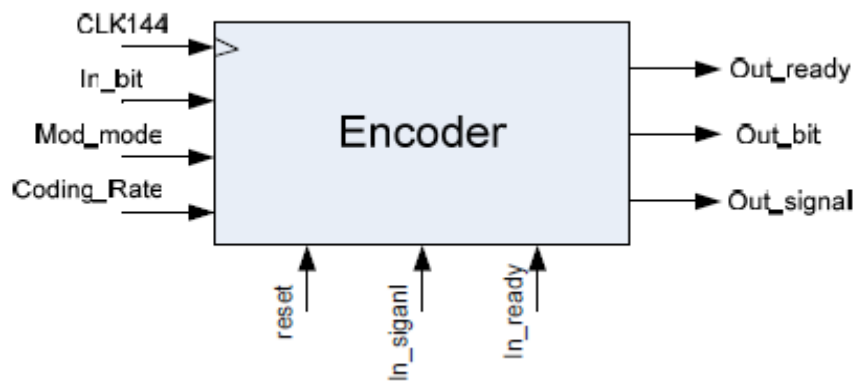 CLK144
In_bit
Mod_mode
Coding_Rate
Encoder
Out_ready
Out_bit
Out_signal
reset
In_siganl
In_ready